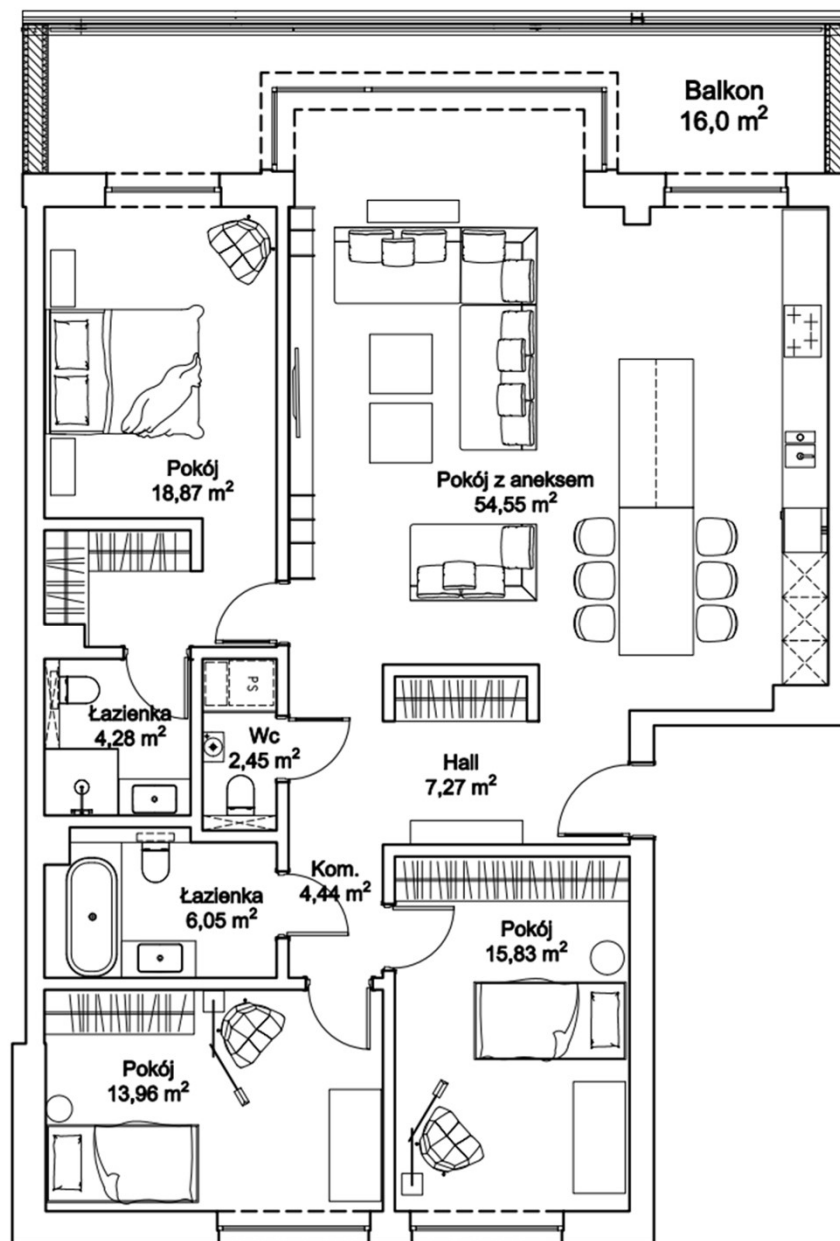 Balkon
16,0 m²
Pokój
18,87 m²
Pokój z aneksem
54,55 m²
PS
Łazienka
4,28 m²
Wc
2,45 m²
Hall
7,27 m²
Kom.
4,44 m²
Łazienka
6,05 m²
Pokój
15,83 m²
Pokój
13,96 m²